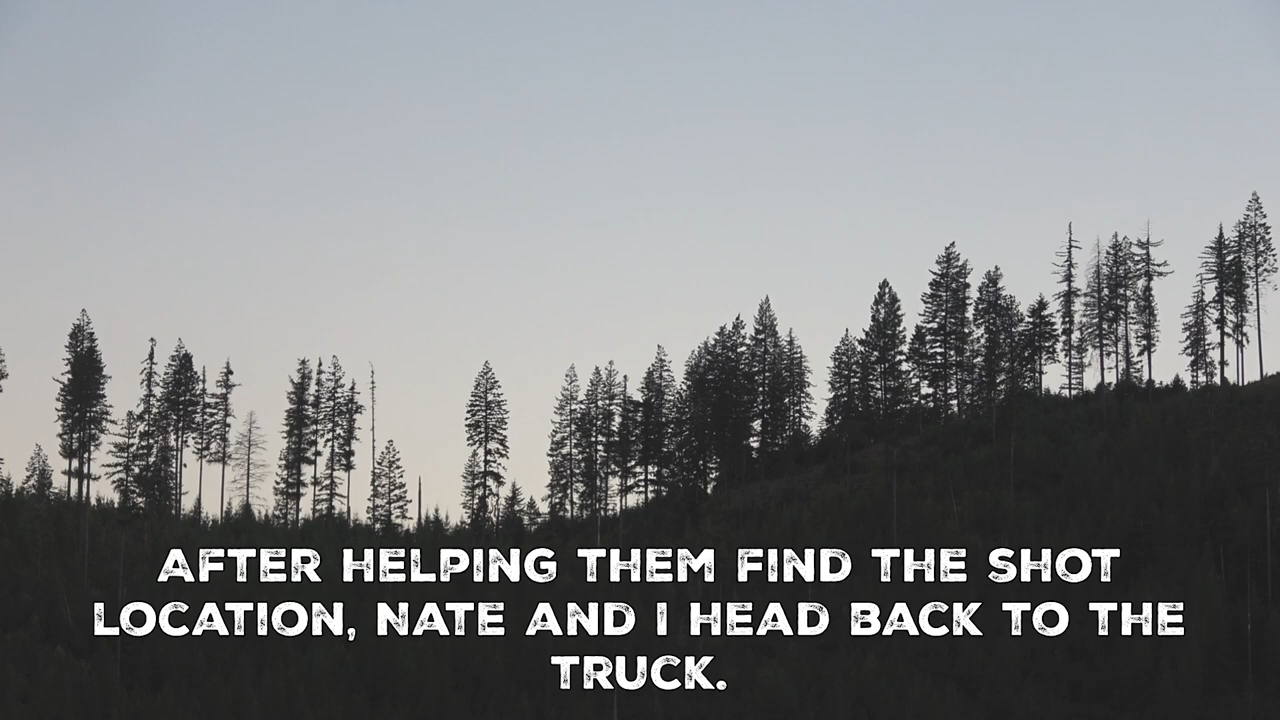 AFTER HELPING THEM FIND THE SHOT
LOCATION, NATE AND I HEAD BACK TO THE
TRUCK.